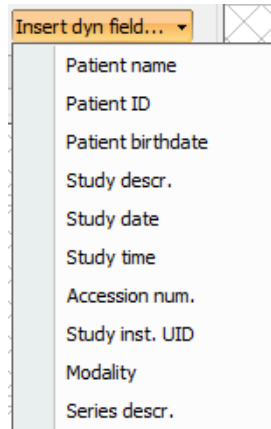 Insert dyn field...
Patient name
Patient ID
Patient birthdate
Study descr.
Study date
Study time
Accession num.
Study inst. UID
Modality
Series descr.